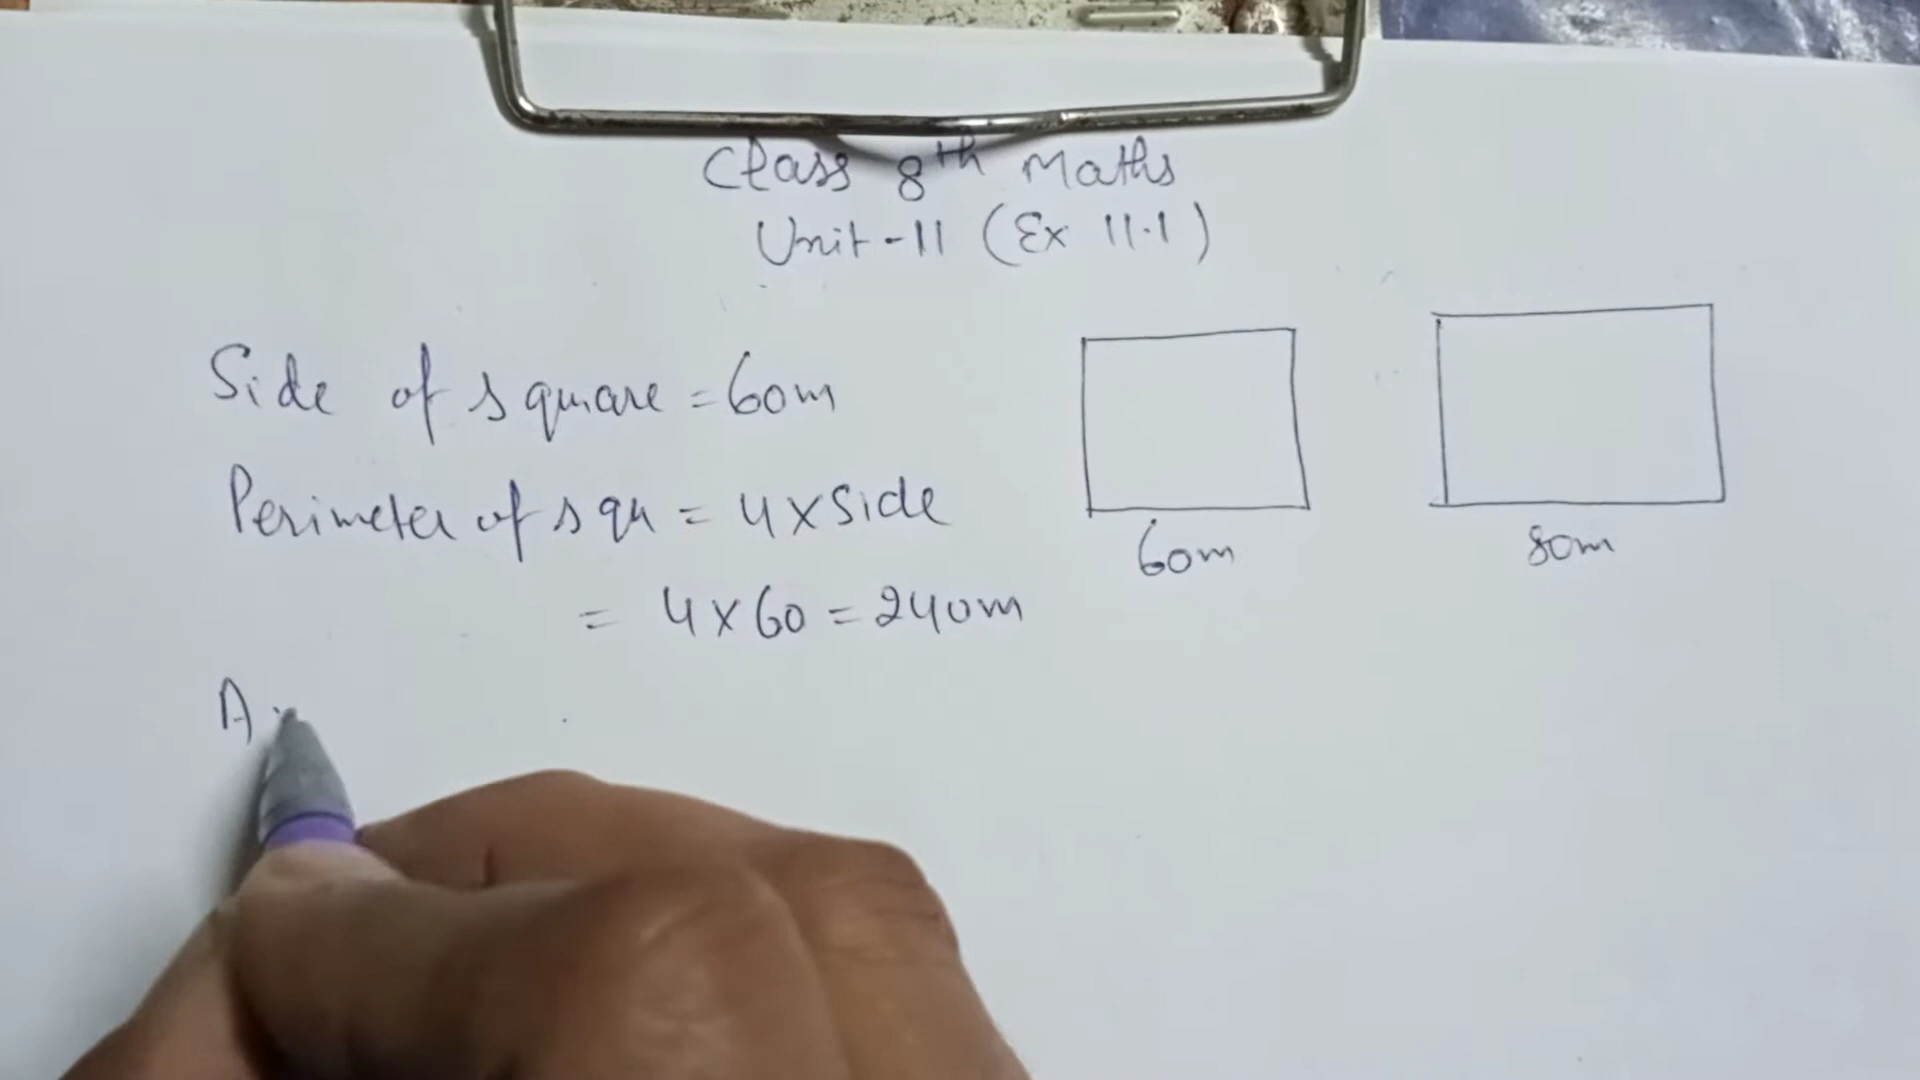 Class 8th Maths
Unit-11 (Ex 11.1)
Side of square = 60m
Perimeter of squ = 4×Side
= 4×60 = 240m
60m
80m
A